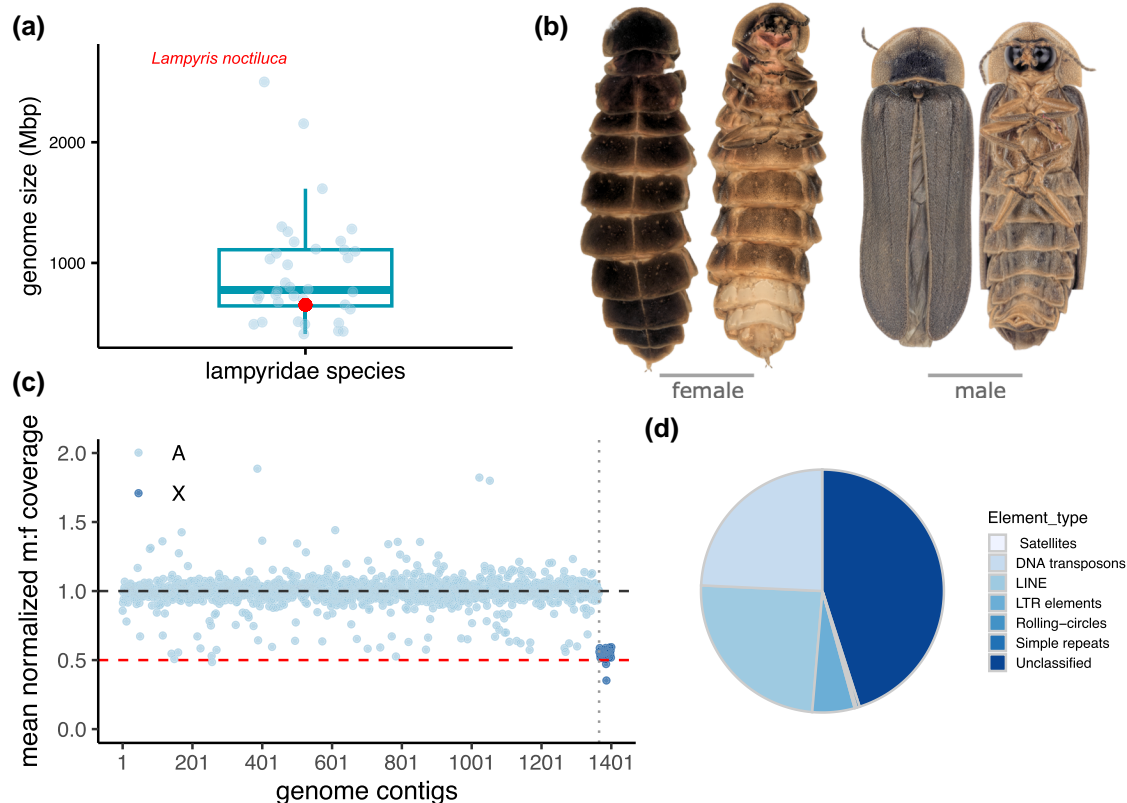 (a)
Lampyris noctiluca
genome size (Mbp)
2000
1000
lampyridae species
(b)
female
male
(c)
mean normalized m:f coverage
2.0
1.5
1.0
0.5
0.0
A
X
1 201 401 601 801 1001 1201 1401
genome contigs
(d)
Element_type
Satellites
DNA transposons
LINE
LTR elements
Rolling−circles
Simple repeats
Unclassified